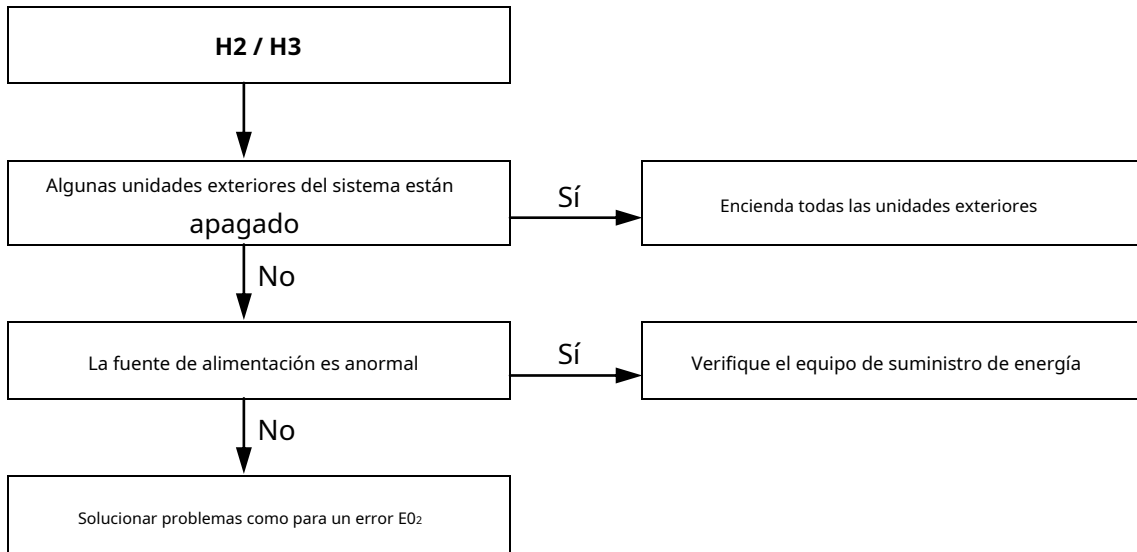 H2 / H3
Algunas unidades exteriores del sistema están
apagado
Sí
Encienda todas las unidades exteriores
No
La fuente de alimentación es anormal
Sí
Verifique el equipo de suministro de energía
No
Solucionar problemas como para un error E0₂